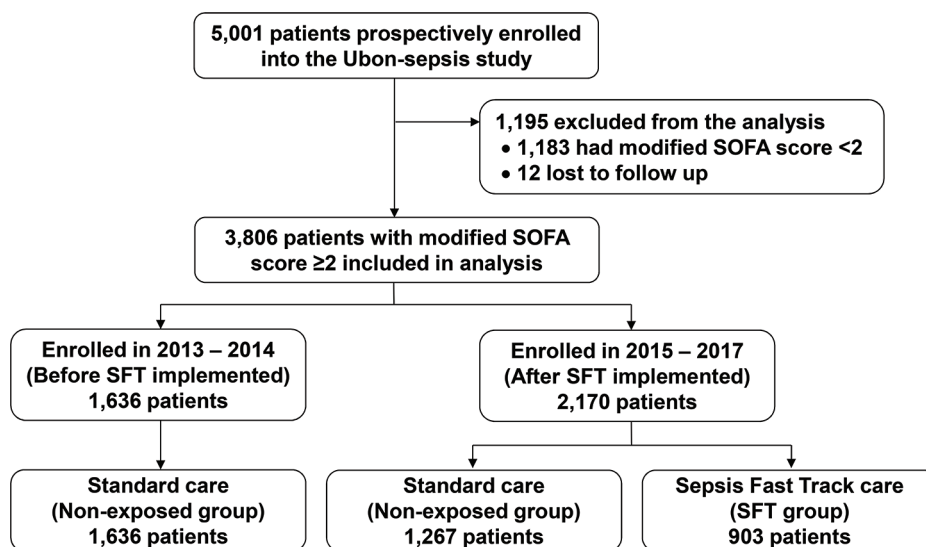 5,001 patients prospectively enrolled
into the Ubon-sepsis study
1,195 excluded from the analysis
• 1,183 had modified SOFA score <2
• 12 lost to follow up
3,806 patients with modified SOFA
score ≥2 included in analysis
Enrolled in 2013 – 2014
(Before SFT implemented)
1,636 patients
Enrolled in 2015 – 2017
(After SFT implemented)
2,170 patients
Standard care
(Non-exposed group)
1,636 patients
Standard care
(Non-exposed group)
1,267 patients
Sepsis Fast Track care
(SFT group)
903 patients